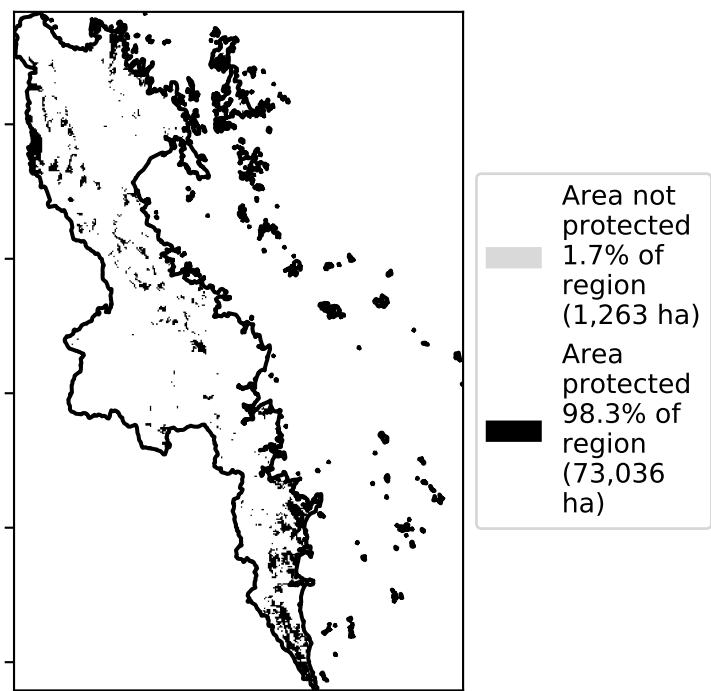 Area not
protected
1.7% of
region
(1,263 ha)
Area
protected
98.3% of
region
(73,036
ha)